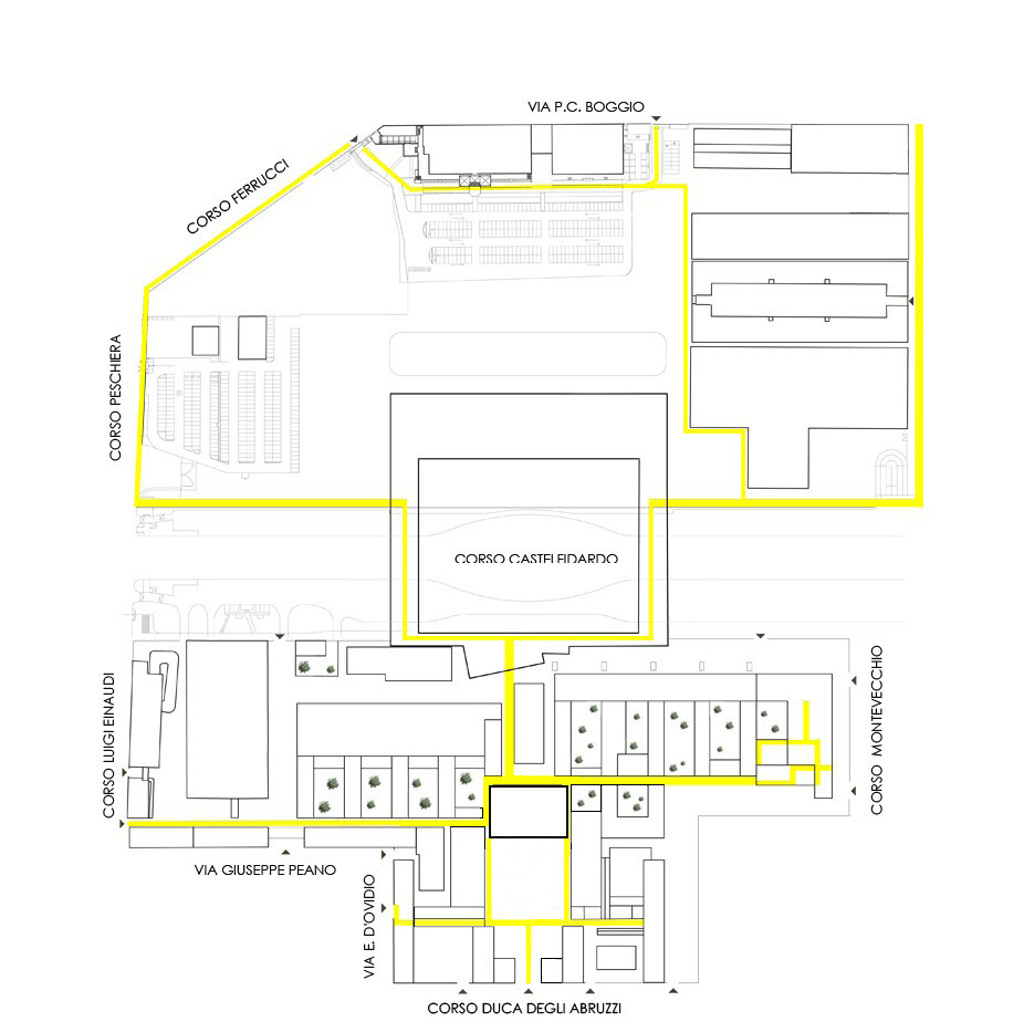 VIA P.C. BOGGIO
CORSO FERRUCCI
CORSO PESCHIERA
CORSO CASTELFIDARDO
CORSO LUIGI EINAUDI
CORSO MONTEVECCHIO
VIA GIUSEPPE PEANO
VIA E. D'OVIDIO
CORSO DUCA DEGLI ABRUZZI